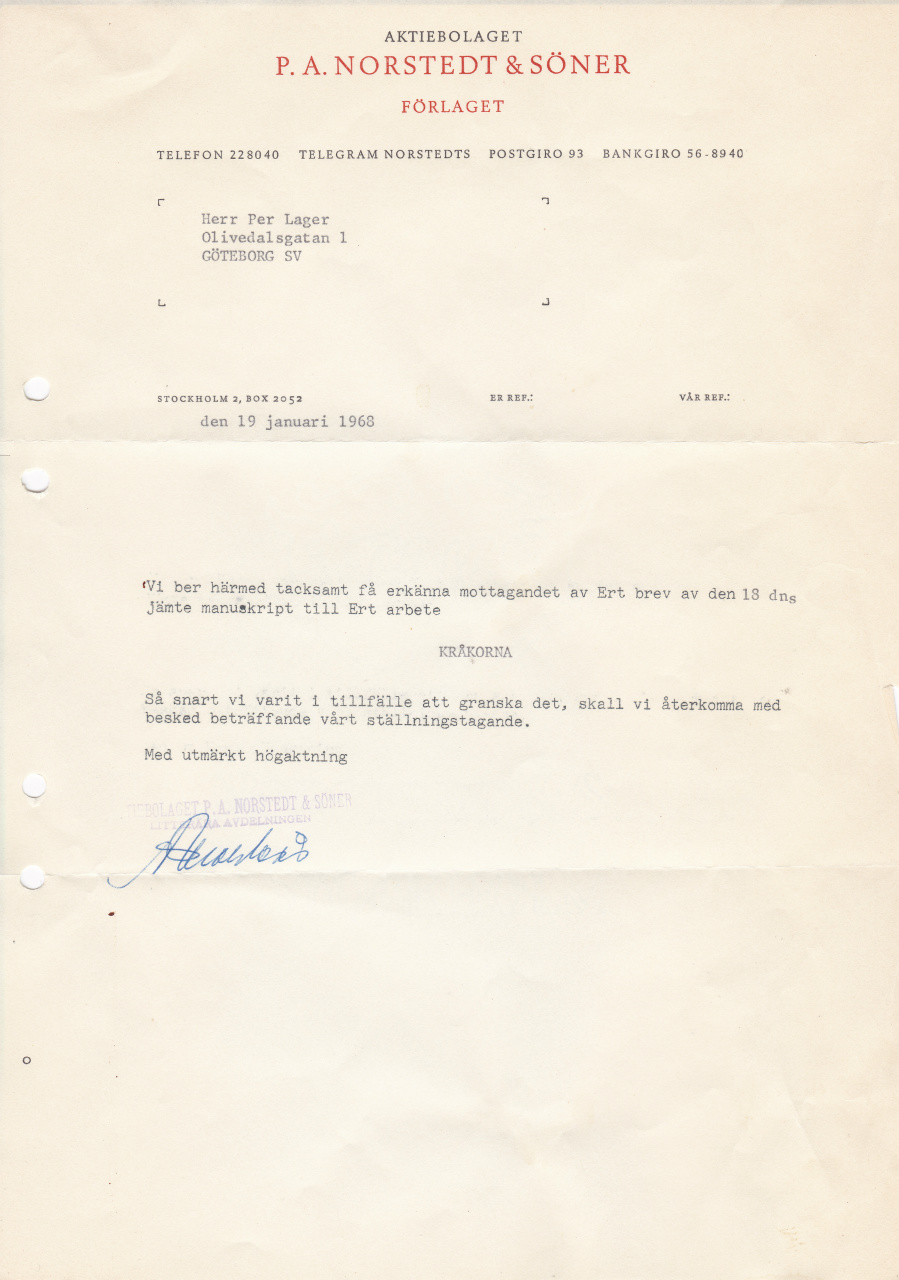 AKTIEBOLAGET
P. A. NORSTEDT & SÖNER
FÖRLAGET
TELEFON 228040 TELEGRAM NORSTEDTS POSTGIRO 93 BANKGIRO 56-8940
Herr Per Lager
Olivedalsgatan 1
GÖTEBORG SV
STOCKHOLM 2, BOX 2052 ER REF.: VÅR REF.:
den 19 januari 1968
Vi ber härmed tacksamt få erkänna mottagandet av Ert brev av den 18 dns
jämte manuskript till Ert arbete
KRÅKORNA
Så snart vi varit i tillfälle att granska det, skall vi återkomma med
besked beträffande vårt ställningstagande.
Med utmärkt högaktning
P. A. NORSTEDT & SÖNER
LITTERÄRA AVDELNINGEN